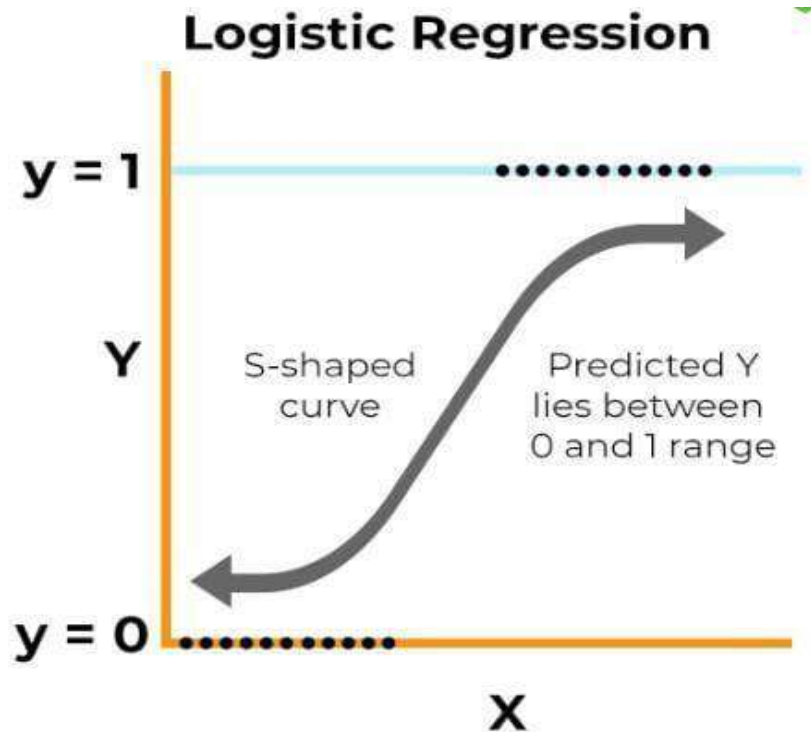 Logistic Regression
y = 1
Y
S-shaped
curve
Predicted Y
lies between
0 and 1 range
y = 0
X